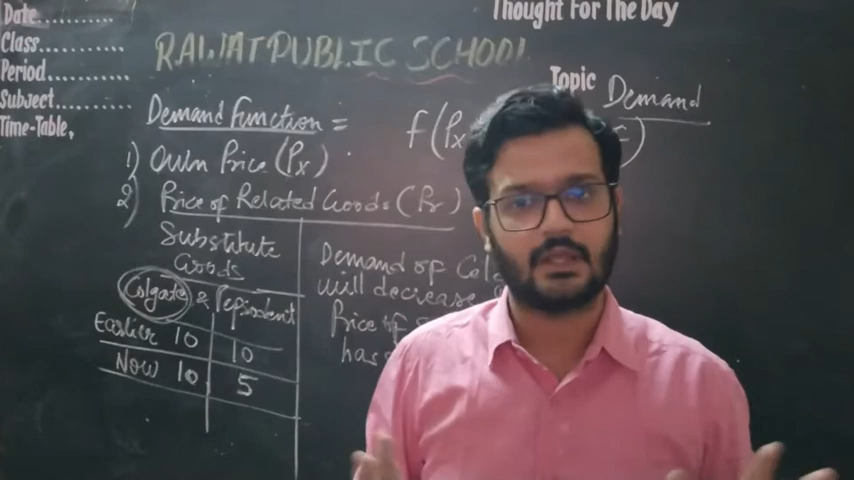 Date...........
Thought For The Day
Class...........
RAWAT PUBLIC SCHOOL
Period.........
Topic Demand
Subject.........
Time-Table,
Demand Function = f(Px
1) Own Price (Px)
2) Price of Related Goods (Pr)
Substitute
Goods
Colgate & Pepsodent
Earlier 10 10
Now 10 5
Demand of
will decrease
Price of
has